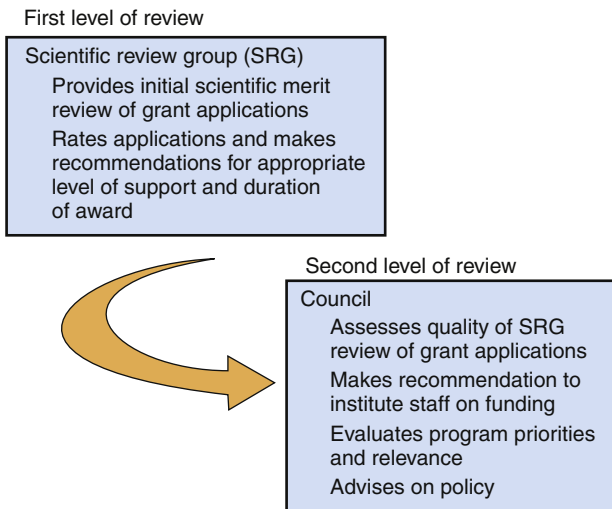 First level of review
Scientific review group (SRG)
Provides initial scientific merit
review of grant applications
Rates applications and makes
recommendations for appropriate
level of support and duration
of award
Second level of review
Council
Assesses quality of SRG
review of grant applications
Makes recommendation to
institute staff on funding
Evaluates program priorities
and relevance
Advises on policy